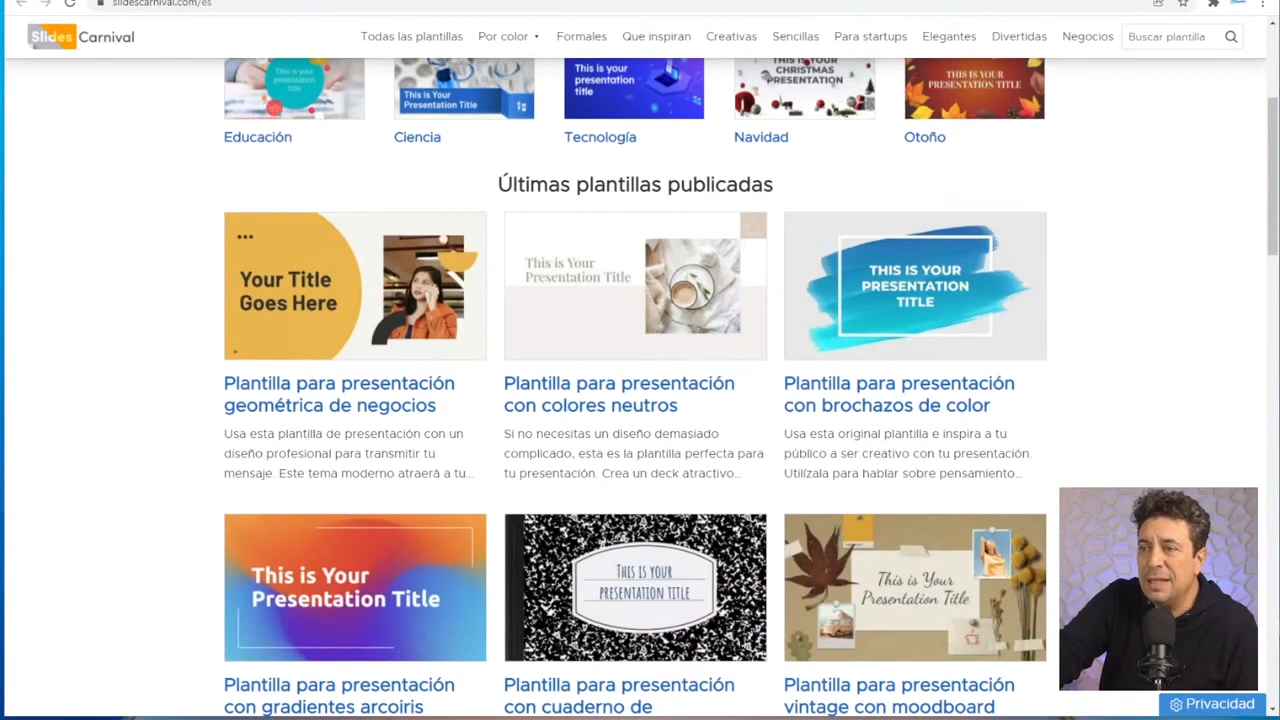 slidescarnival.com/es
Slides Carnival
Todas las plantillas
Por color
Formales
Que inspiran
Creativas
Sencillas
Para startups
Elegantes
Divertidas
Negocios
Buscar plantilla
This is your
presentation
title
This is Your
Presentation Title
This is your
presentation
title
THIS IS YOUR
CHRISTMAS
PRESENTATION
THIS IS YOUR
PRESENTATION TITLE
Educación
Ciencia
Tecnología
Navidad
Otoño
Últimas plantillas publicadas
Your Title
Goes Here
This is Your
Presentation Title
THIS IS YOUR
PRESENTATION
TITLE
Plantilla para presentación
geométrica de negocios
Plantilla para presentación
con colores neutros
Plantilla para presentación
con brochazos de color
Usa esta plantilla de presentación con un
diseño profesional para transmitir tu
mensaje. Este tema moderno atraerá a tu...
Si no necesitas un diseño demasiado
complicado, esta es la plantilla perfecta para
tu presentación. Crea un deck atractivo...
Usa esta original plantilla e inspira a tu
público a ser creativo con tu presentación.
Utilízala para hablar sobre pensamiento...
This is Your
Presentation Title
THIS IS YOUR
PRESENTATION TITLE
This is Your
Presentation Title
Plantilla para presentación
con gradientes arcoiris
Plantilla para presentación
con cuaderno de
Plantilla para presentación
vintage con moodboard
Privacidad